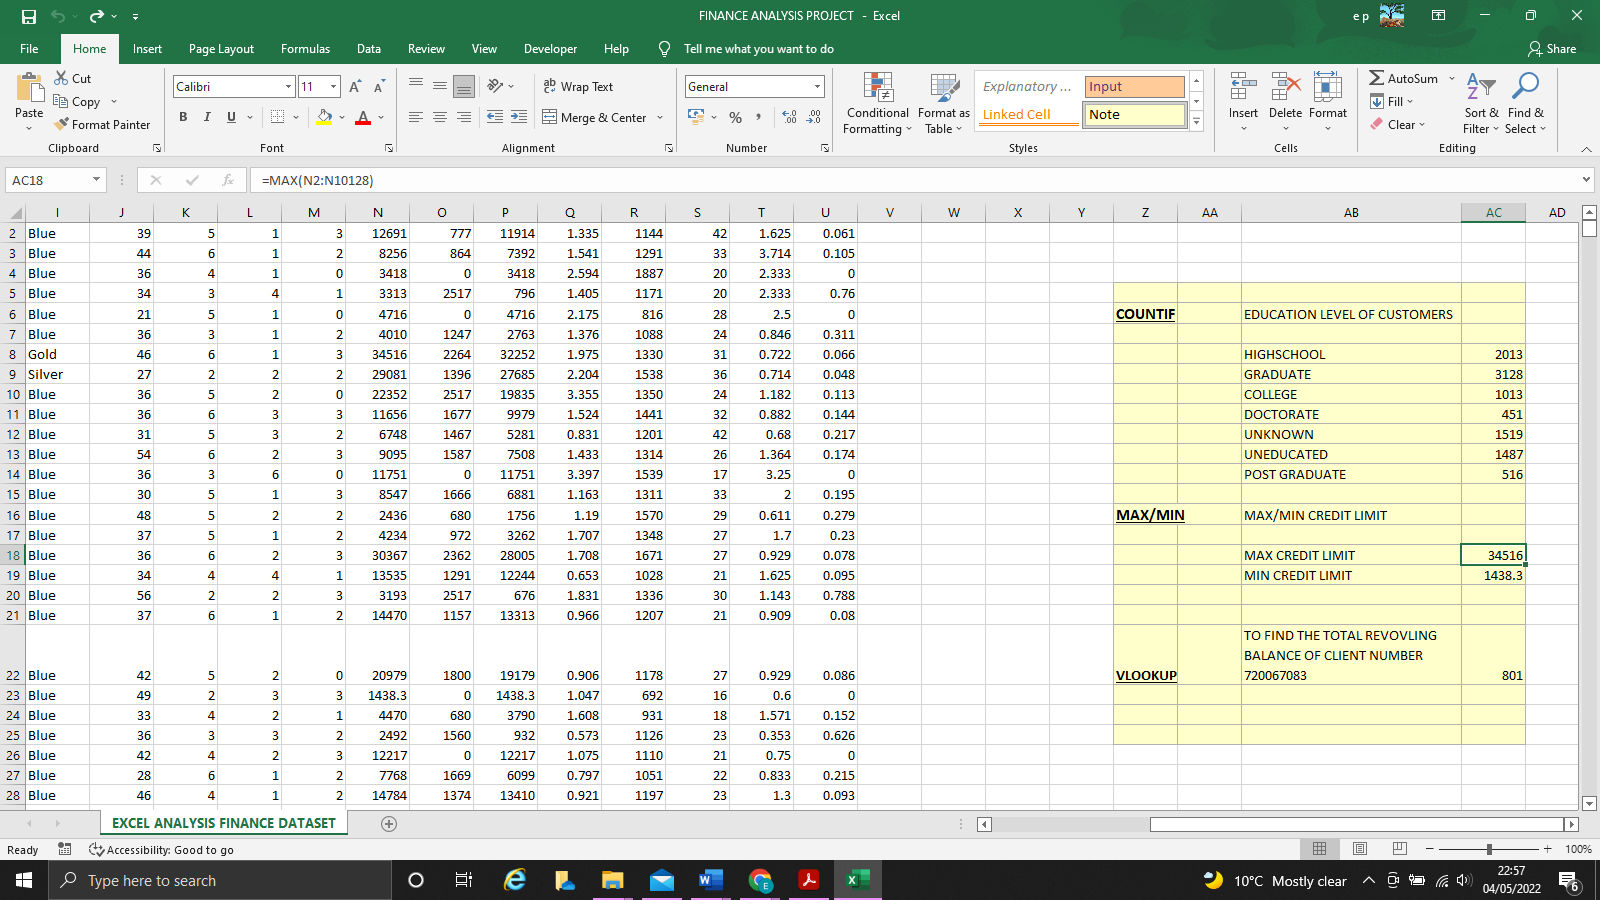 FINANCE ANALYSIS PROJECT - Excel
e p
File Home Insert Page Layout Formulas Data Review View Developer Help Tell me what you want to do Share
Paste
Cut
Copy
Format Painter
Clipboard
Calibri 11
B I U
Font
Wrap Text
Merge & Center
Alignment
General
% ,
Number
Conditional Formatting
Format as Table
Explanatory ... Input
Linked Cell Note
Styles
Insert Delete Format
Cells
AutoSum
Fill
Clear
Sort & Filter
Find & Select
Editing
AC18 fx =MAX(N2:N10128)
I J K L M N O P Q R S T U V W X Y Z AA AB AC AD
2 Blue 39 5 1 3 12691 777 11914 1.335 1144 42 1.625 0.061
3 Blue 44 6 1 2 8256 864 7392 1.541 1291 33 3.714 0.105
4 Blue 36 4 1 0 3418 0 3418 2.594 1887 20 2.333 0
5 Blue 34 3 4 1 3313 2517 796 1.405 1171 20 2.333 0.76
6 Blue 21 5 1 0 4716 0 4716 2.175 816 28 2.5 0 COUNTIF EDUCATION LEVEL OF CUSTOMERS
7 Blue 36 3 1 2 4010 1247 2763 1.376 1088 24 0.846 0.311
8 Gold 46 6 1 3 34516 2264 32252 1.975 1330 31 0.722 0.066 HIGHSCHOOL 2013
9 Silver 27 2 2 2 29081 1396 27685 2.204 1538 36 0.714 0.048 GRADUATE 3128
10 Blue 36 5 2 0 22352 2517 19835 3.355 1350 24 1.182 0.113 COLLEGE 1013
11 Blue 36 6 3 3 11656 1677 9979 1.524 1441 32 0.882 0.144 DOCTORATE 451
12 Blue 31 5 3 2 6748 1467 5281 0.831 1201 42 0.68 0.217 UNKNOWN 1519
13 Blue 54 6 2 3 9095 1587 7508 1.433 1314 26 1.364 0.174 UNEDUCATED 1487
14 Blue 36 3 6 0 11751 0 11751 3.397 1539 17 3.25 0 POST GRADUATE 516
15 Blue 30 5 1 3 8547 1666 6881 1.163 1311 33 2 0.195
16 Blue 48 5 2 2 2436 680 1756 1.19 1570 29 0.611 0.279 MAX/MIN MAX/MIN CREDIT LIMIT
17 Blue 37 5 1 2 4234 972 3262 1.707 1348 27 1.7 0.23
18 Blue 36 6 2 3 30367 2362 28005 1.708 1671 27 0.929 0.078 MAX CREDIT LIMIT 34516
19 Blue 34 4 4 1 13535 1291 12244 0.653 1028 21 1.625 0.095 MIN CREDIT LIMIT 1438.3
20 Blue 56 2 2 3 3193 2517 676 1.831 1336 30 1.143 0.788
21 Blue 37 6 1 2 14470 1157 13313 0.966 1207 21 0.909 0.08
TO FIND THE TOTAL REVOVLING
BALANCE OF CLIENT NUMBER
22 Blue 42 5 2 0 20979 1800 19179 0.906 1178 27 0.929 0.086 VLOOKUP 720067083 801
23 Blue 49 2 3 3 1438.3 0 1438.3 1.047 692 16 0.6 0
24 Blue 33 4 2 1 4470 680 3790 1.608 931 18 1.571 0.152
25 Blue 36 3 3 2 2492 1560 932 0.573 1126 23 0.353 0.626
26 Blue 42 4 2 3 12217 0 12217 1.075 1110 21 0.75 0
27 Blue 28 6 1 2 7768 1669 6099 0.797 1051 22 0.833 0.215
28 Blue 46 4 1 2 14784 1374 13410 0.921 1197 23 1.3 0.093
EXCEL ANALYSIS FINANCE DATASET
Ready Accessibility: Good to go 100%
Type here to search
10°C Mostly clear
22:57
04/05/2022
6